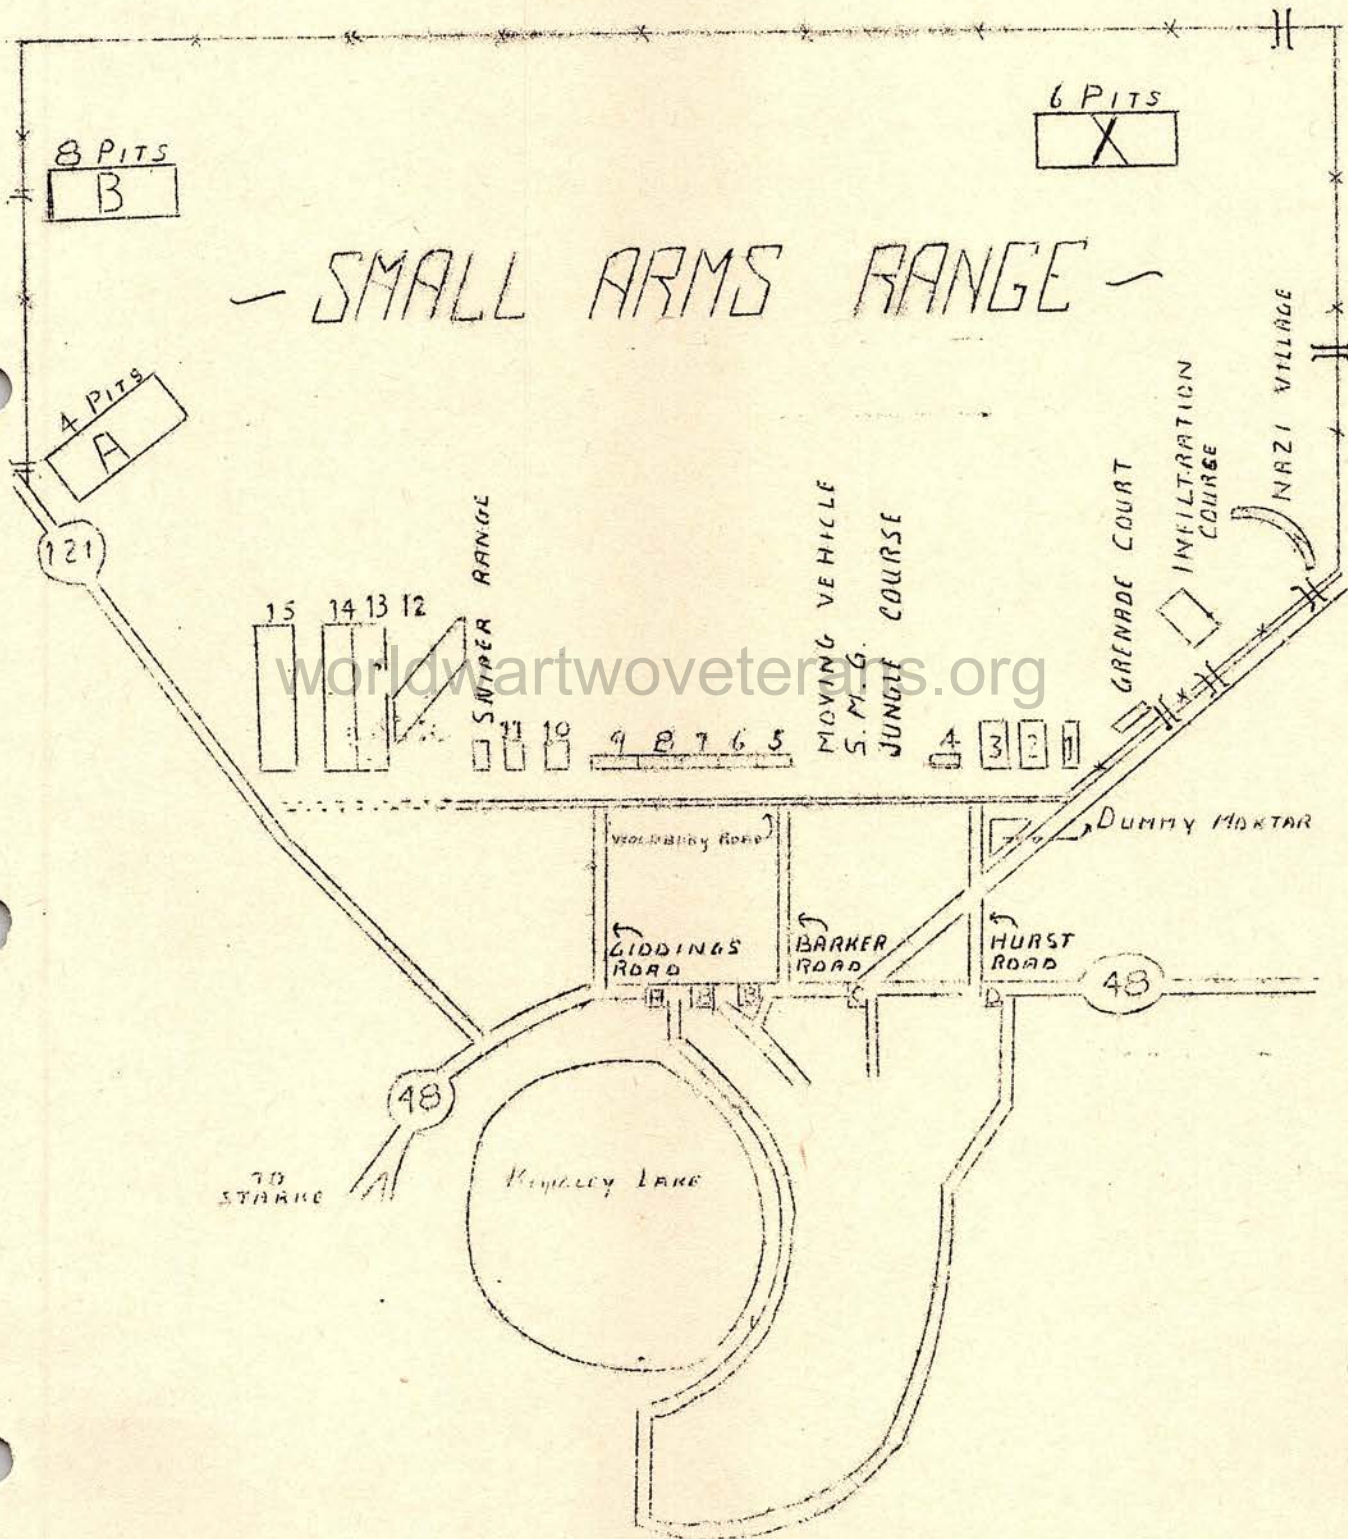 6 PITS
X
8 PITS
B
~ SMALL ARMS RANGE ~
4 PITS
A
NAZI VILLAGE
INFILTRATION
COURSE
GRENADE COURT
MOVING VEHICLE
S.M.G.
JUNGLE COURSE
SNIPER RANGE
121
15 14 13 12
worldwartwoveterans.org
11 10 9 8 7 6 5 4 3 2 1
DUMMY MORTAR
ROAD
GIDDINGS
ROAD
BARKER
ROAD
HURST
ROAD
48
B
C
D
48
TO
STARKE
LAKE